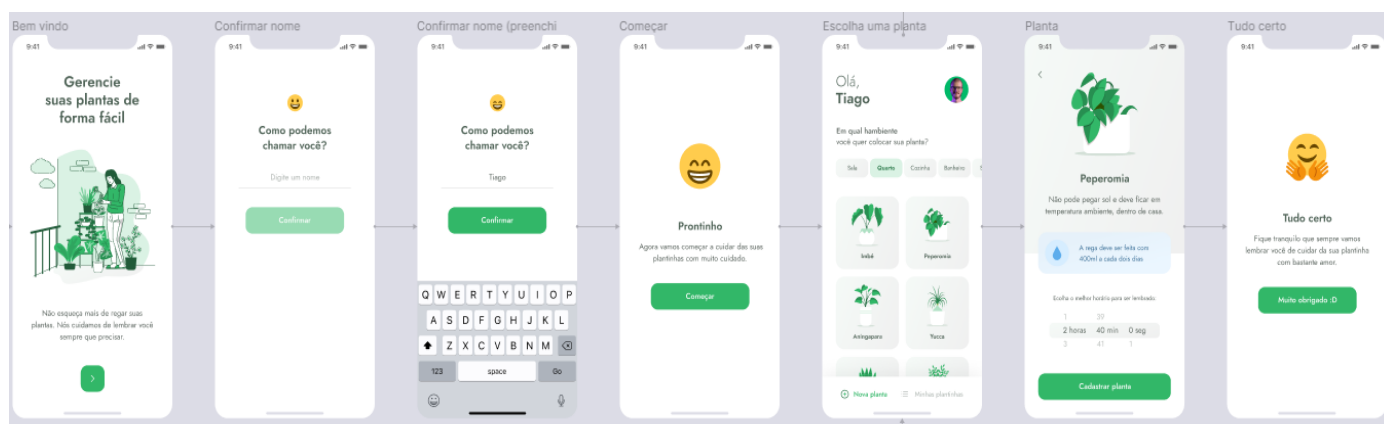 Bem vindo
9:41
Gerencie
suas plantas de
forma fácil
Não esqueça mais de regar suas
plantas. Nós cuidamos de lembrar você
sempre que precisar.
Confirmar nome
9:41
Como podemos
chamar você?
Digite um nome
Confirmar
Confirmar nome (preenchi
9:41
Como podemos
chamar você?
Tiago
Confirmar
Q W E R T Y U I O P
A S D F G H J K L
Z X C V B N M
123 space Go
Começar
9:41
Prontinho
Agora vamos começar a cuidar das suas
plantinhas com muito cuidado.
Começar
Escolha uma planta
9:41
Olá,
Tiago
Em qual hambiente
você quer colocar sua planta?
Sala Quarto Cozinha Banheiro
Imbé Peperomia
Aningapara Yucca
Nova planta Minhas plantinhas
Planta
9:41
Peperomia
Não pode pegar sol e deve ficar em
temperatura ambiente, dentro de casa.
A rega deve ser feita com
400ml a cada dois dias
Ecolha o melhor horário para ser lembrado
1 39
2 horas 40 min 0 seg
3 41 1
Cadastrar planta
Tudo certo
9:41
Tudo certo
Fique tranquilo que sempre vamos
lembrar você de cuidar da sua plantinha
com bastante amor.
Muito obrigado :D